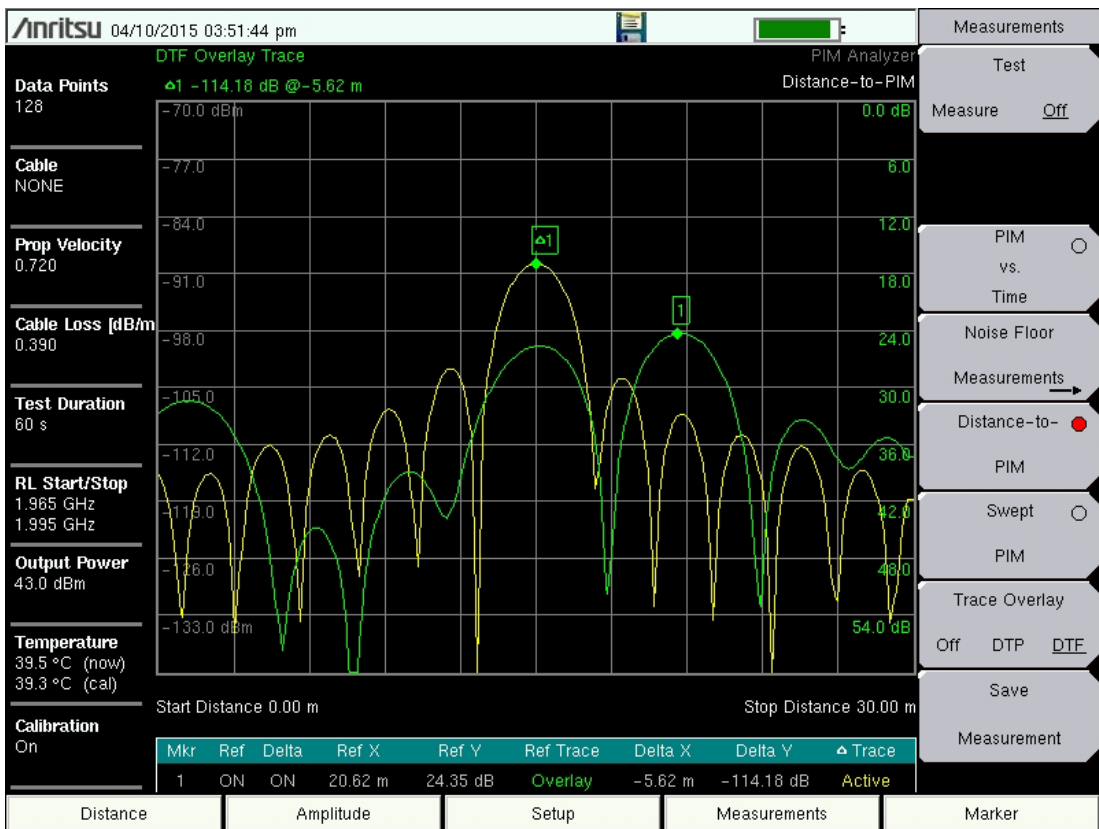 Anritsu 04/10/2015 03:51:44 pm
DTF Overlay Trace
PIM Analyzer
Δ1 -114.18 dB @-5.62 m
Distance-to-PIM
Data Points
128
Cable
NONE
Prop Velocity
0.720
Cable Loss [dB/m
0.390
Test Duration
60 s
RL Start/Stop
1.965 GHz
1.995 GHz
Output Power
43.0 dBm
Temperature
39.5 °C (now)
39.3 °C (cal)
Calibration
On
-70.0 dBm
0.0 dB
-77.0
6.0
-84.0
12.0
-91.0
18.0
-98.0
24.0
-105.0
30.0
-112.0
36.0
-119.0
42.0
-126.0
48.0
-133.0 dBm
54.0 dB
Δ1
1
Start Distance 0.00 m
Stop Distance 30.00 m
Mkr Ref Delta Ref X Ref Y Ref Trace Delta X Delta Y Δ Trace
1 ON ON 20.62 m 24.35 dB Overlay -5.62 m -114.18 dB Active
Measurements
Test
Measure Off
PIM
vs.
Time
Noise Floor
Measurements
Distance-to-
PIM
Swept
PIM
Trace Overlay
Off DTP DTF
Save
Measurement
Distance
Amplitude
Setup
Measurements
Marker